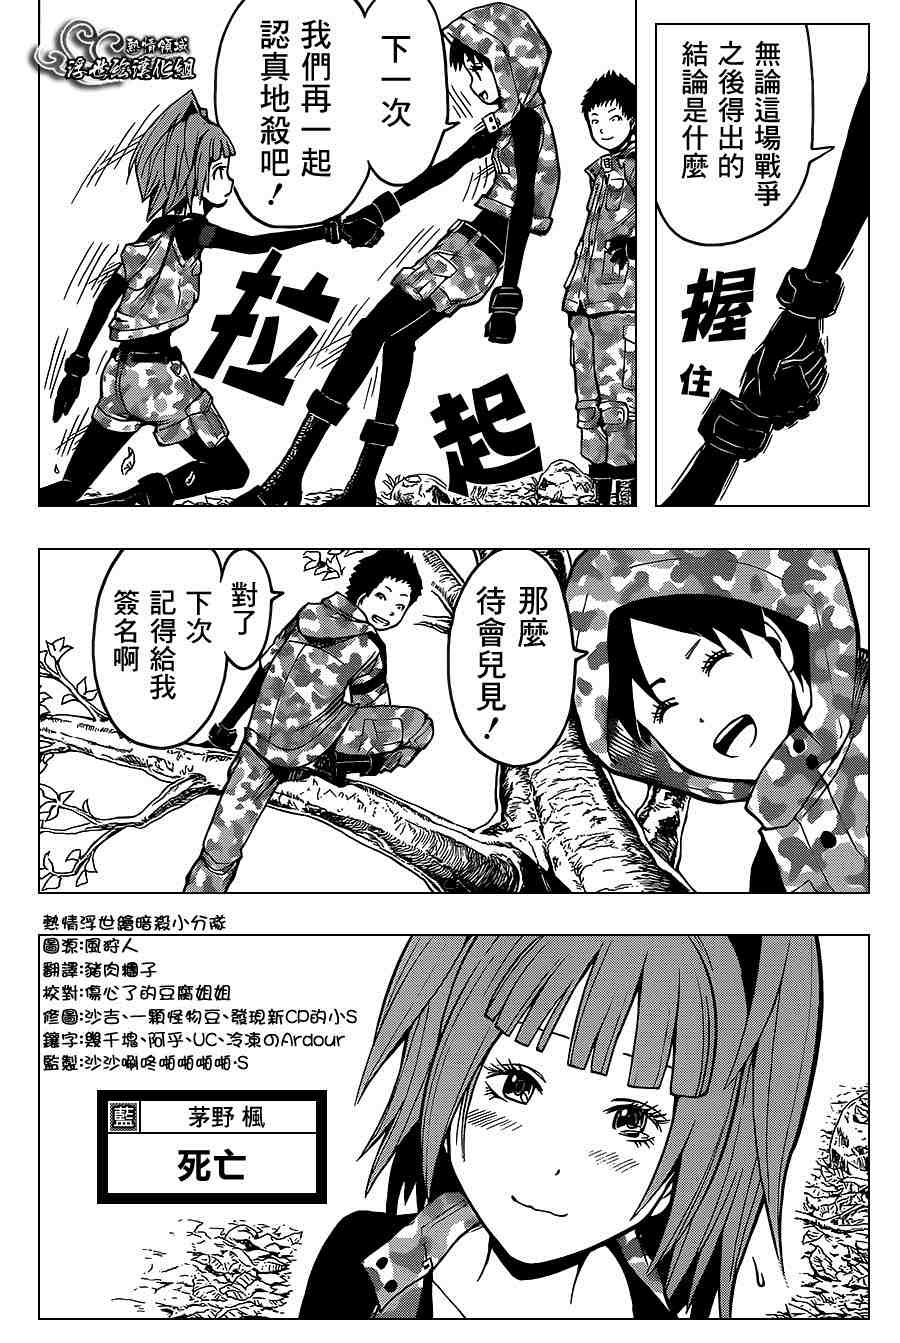 無論這場戰爭
之後得出的
結論是什麼
握
住
下一次
我們再一起
認真地殺吧！
拉
起
熱情領域
浮世繪漢化組
那麼
待會兒見！
對了
下次
記得給我
簽名啊
熱情浮世繪暗殺小分隊
圖源:風狩人
翻譯:豬肉糰子
校對:傷心了的豆腐姐姐
修圖:沙吉、一顆怪物豆、發現新CP的小S
鑲字:毀千塢、阿乎、UC、冷凍のArdour
監製:沙沙唰咚啪啪啪啪·S
藍
茅野 楓
死亡